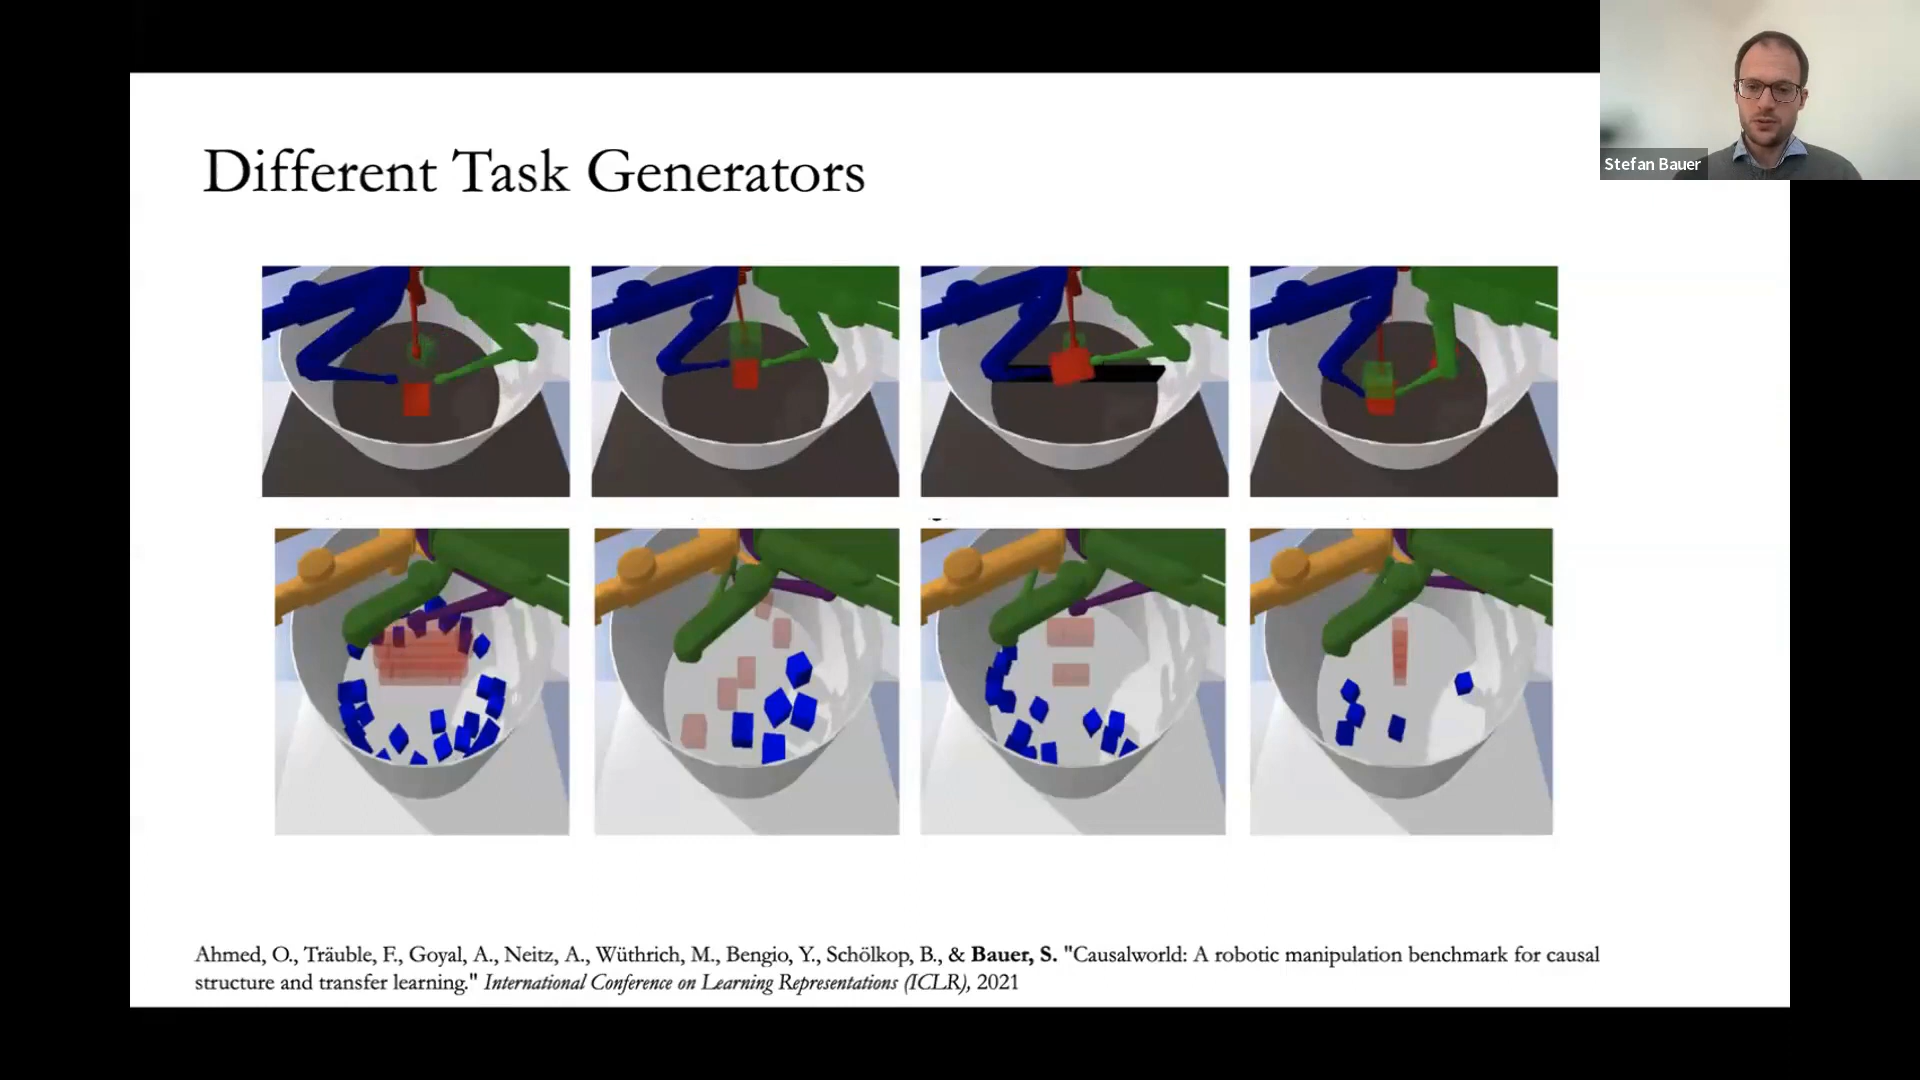 Stefan Bauer
Different Task Generators
Ahmed, O., Träuble, F., Goyal, A., Neitz, A., Wüthrich, M., Bengio, Y., Schölkop, B., & Bauer, S. "Causalworld: A robotic manipulation benchmark for causal
structure and transfer learning." International Conference on Learning Representations (ICLR), 2021